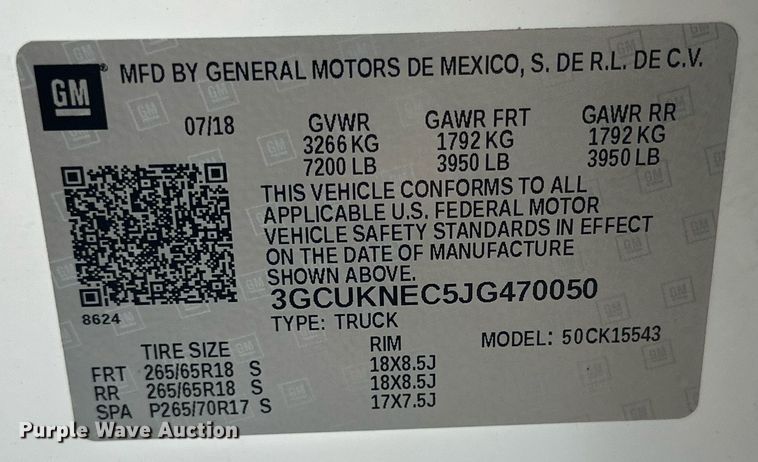 GM
MFD BY GENERAL MOTORS DE MEXICO, S. DE R.L. DE C.V.
07/18 GVWR GAWR FRT GAWR RR
3266 KG 1792 KG 1792 KG
7200 LB 3950 LB 3950 LB
THIS VEHICLE CONFORMS TO ALL
APPLICABLE U.S. FEDERAL MOTOR
VEHICLE SAFETY STANDARDS IN EFFECT
ON THE DATE OF MANUFACTURE
SHOWN ABOVE.
3GCUKNEC5JG470050
8624
TYPE: TRUCK MODEL: 50CK15543
TIRE SIZE RIM
FRT 265/65R18 S 18X8.5J
RR 265/65R18 S 18X8.5J
SPA P265/70R17 S 17X7.5J
Purple Wave Auction